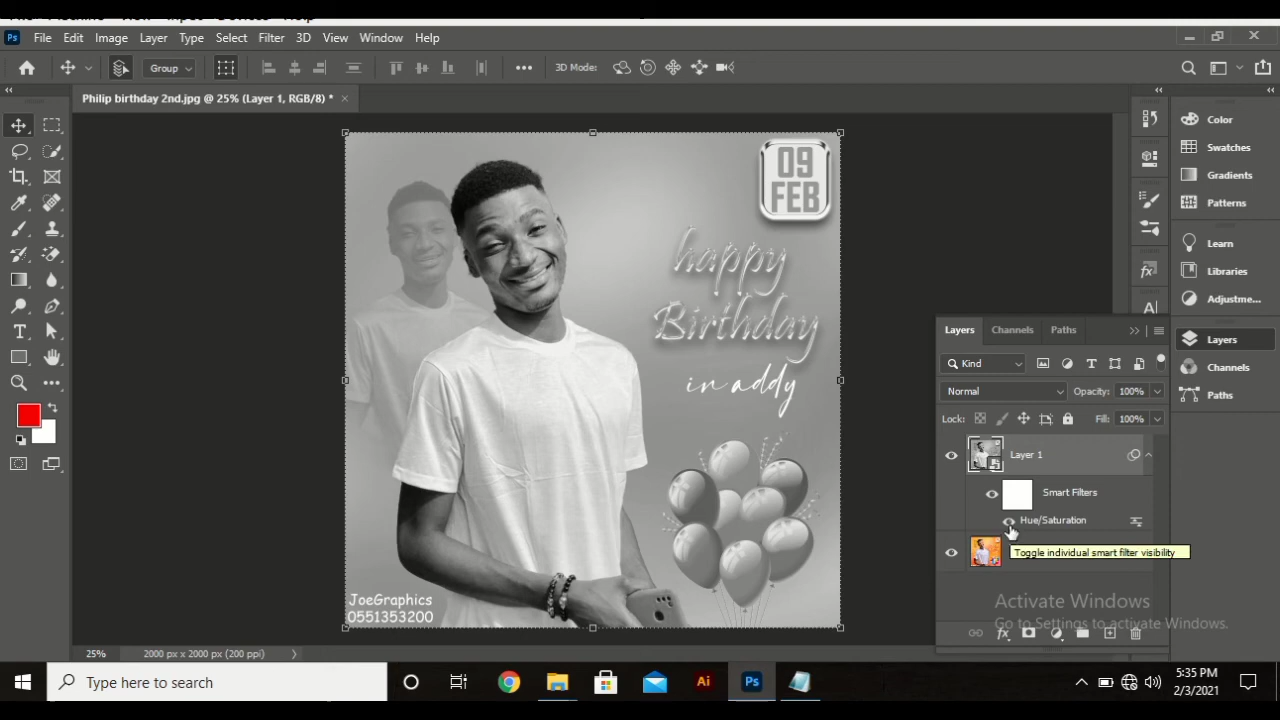 File Edit Image Layer Type Select Filter 3D View Window Help
Group
3D Mode:
Philip birthday 2nd.jpg @ 25% (Layer 1, RGB/8) *
Color
Swatches
Gradients
Patterns
Learn
Libraries
Adjustme...
Layers
Channels
Paths
09
FEB
happy
Birthday
in addy
JoeGraphics
0551353200
Layers Channels Paths
Kind
Normal Opacity: 100%
Lock: Fill: 100%
Layer 1
Smart Filters
Hue/Saturation
Toggle individual smart filter visibility
Activate Windows
Go to Settings to activate Windows.
25% 2000 px x 2000 px (200 ppi)
Type here to search
5:35 PM
2/3/2021